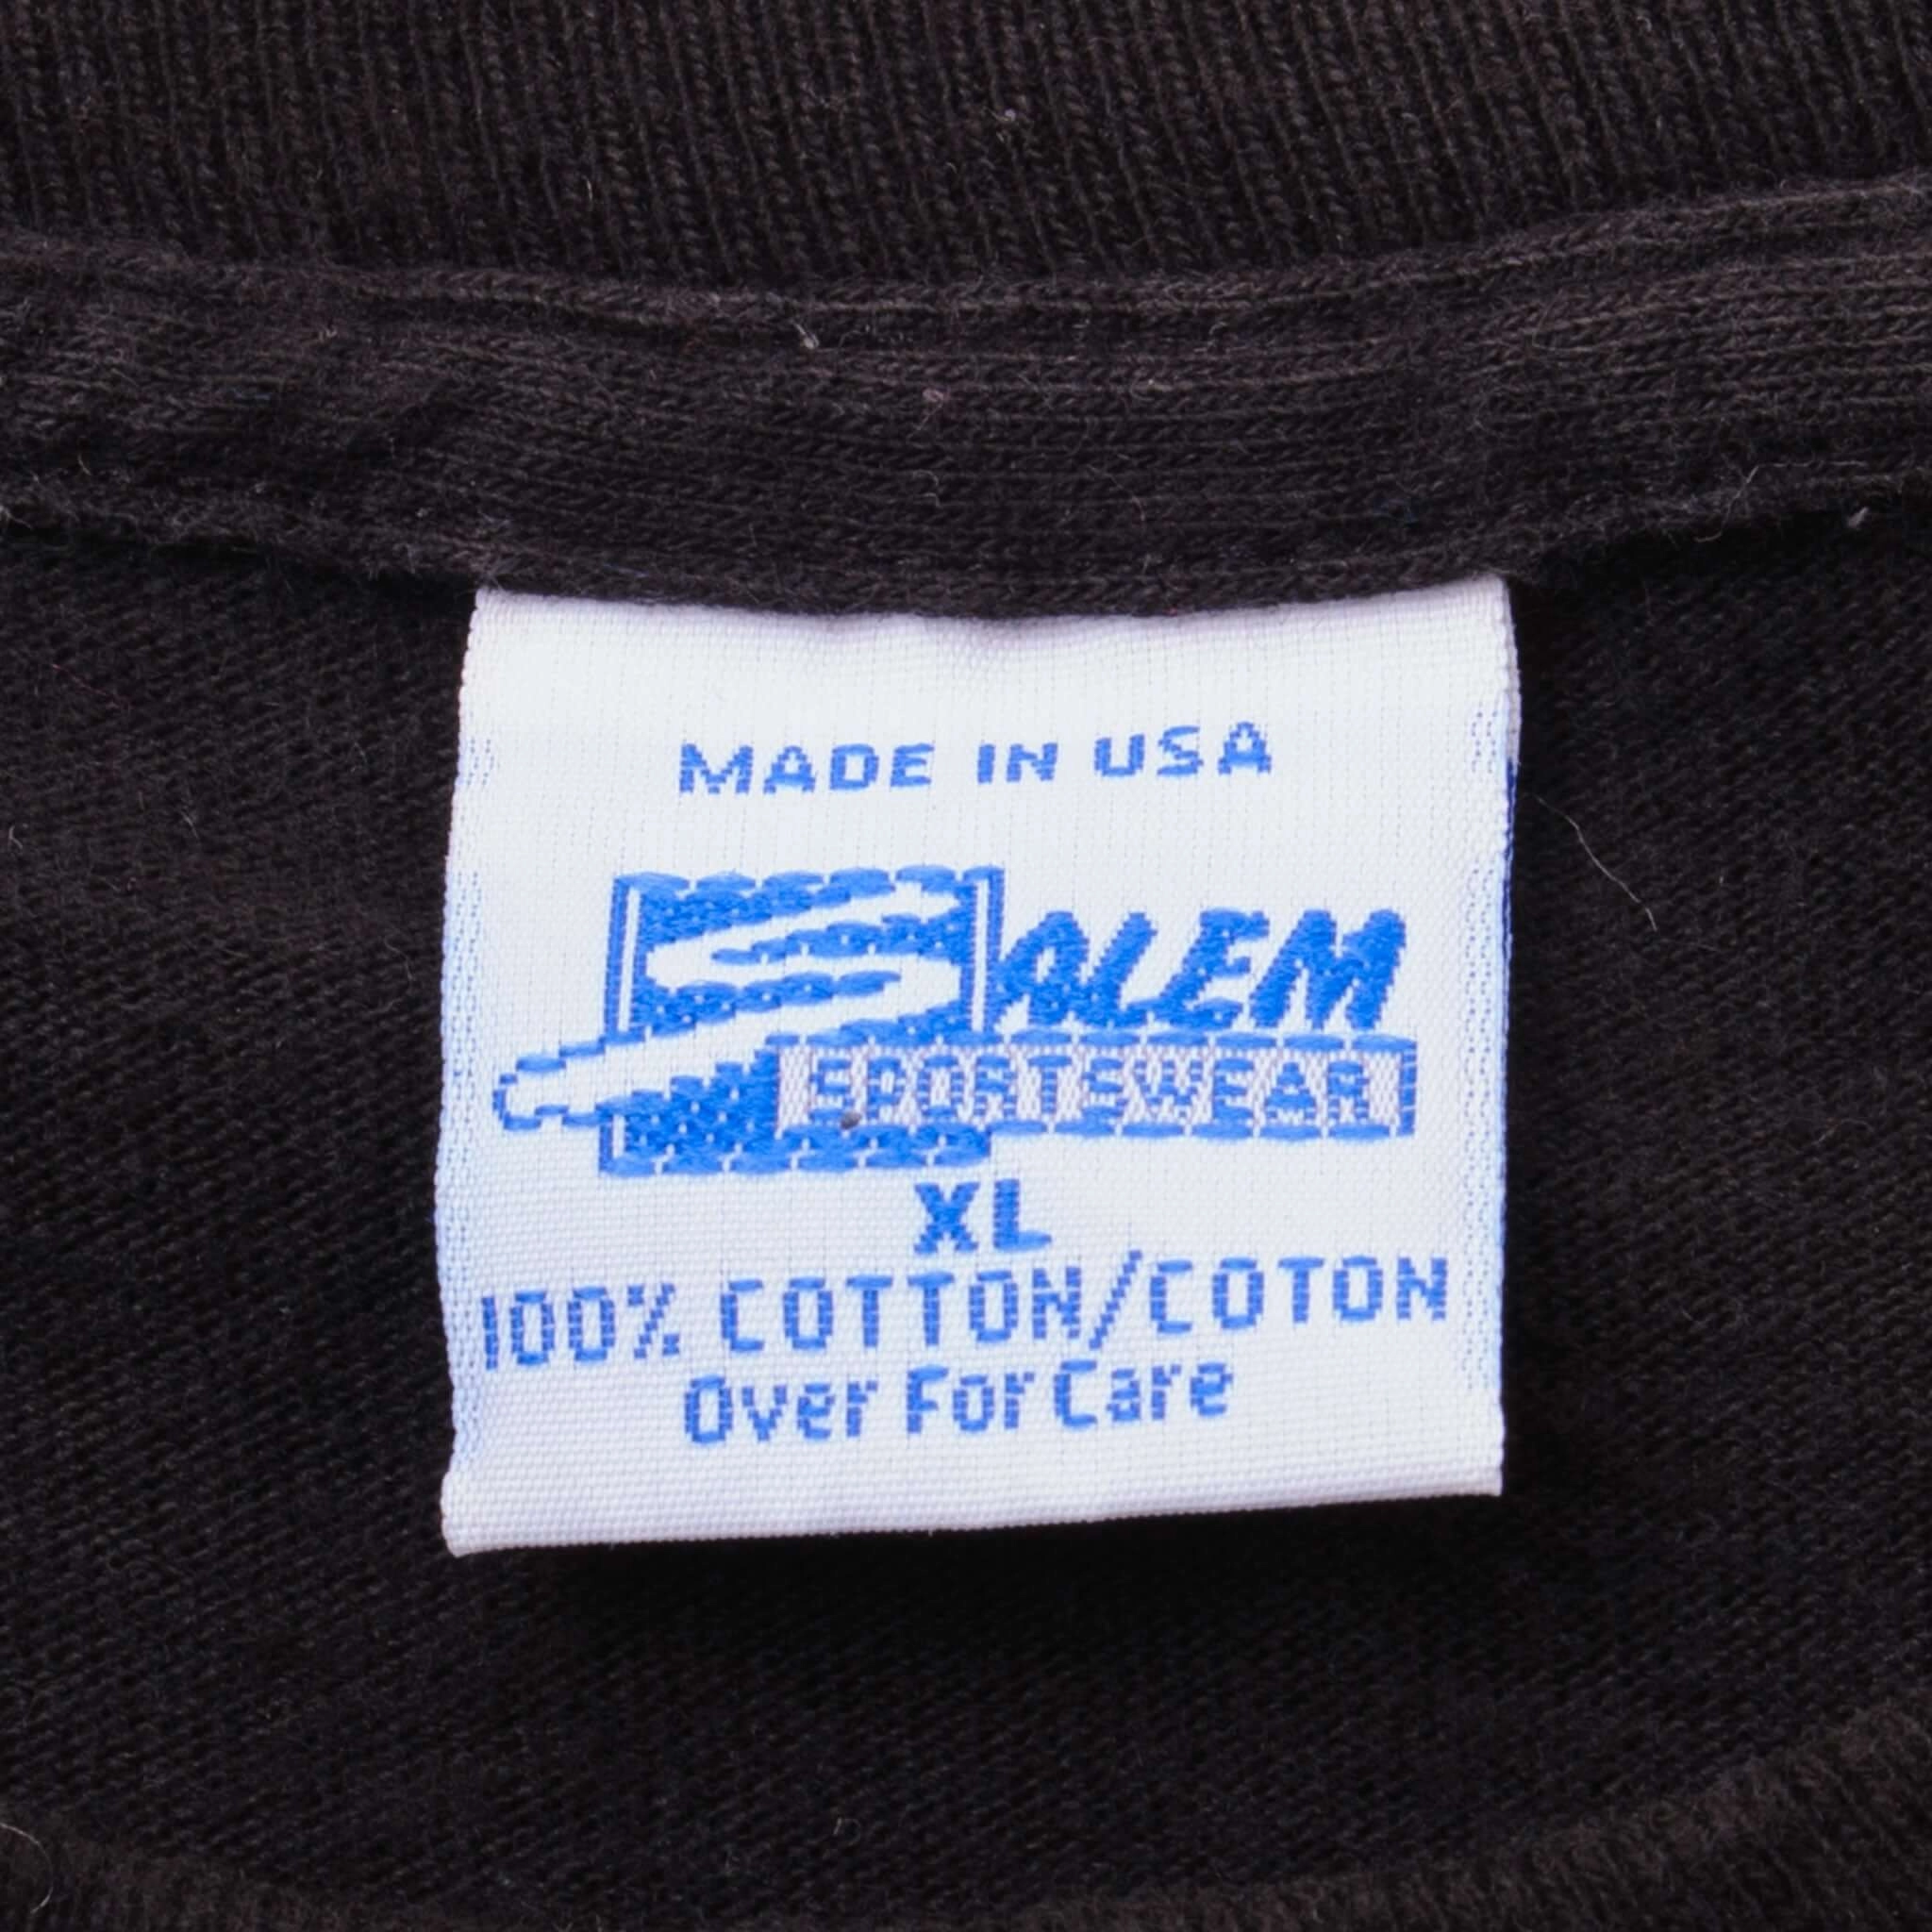 MADE IN USA
SALEM
SPORTSWEAR
XL
100% COTTON/COTON
Over For Care